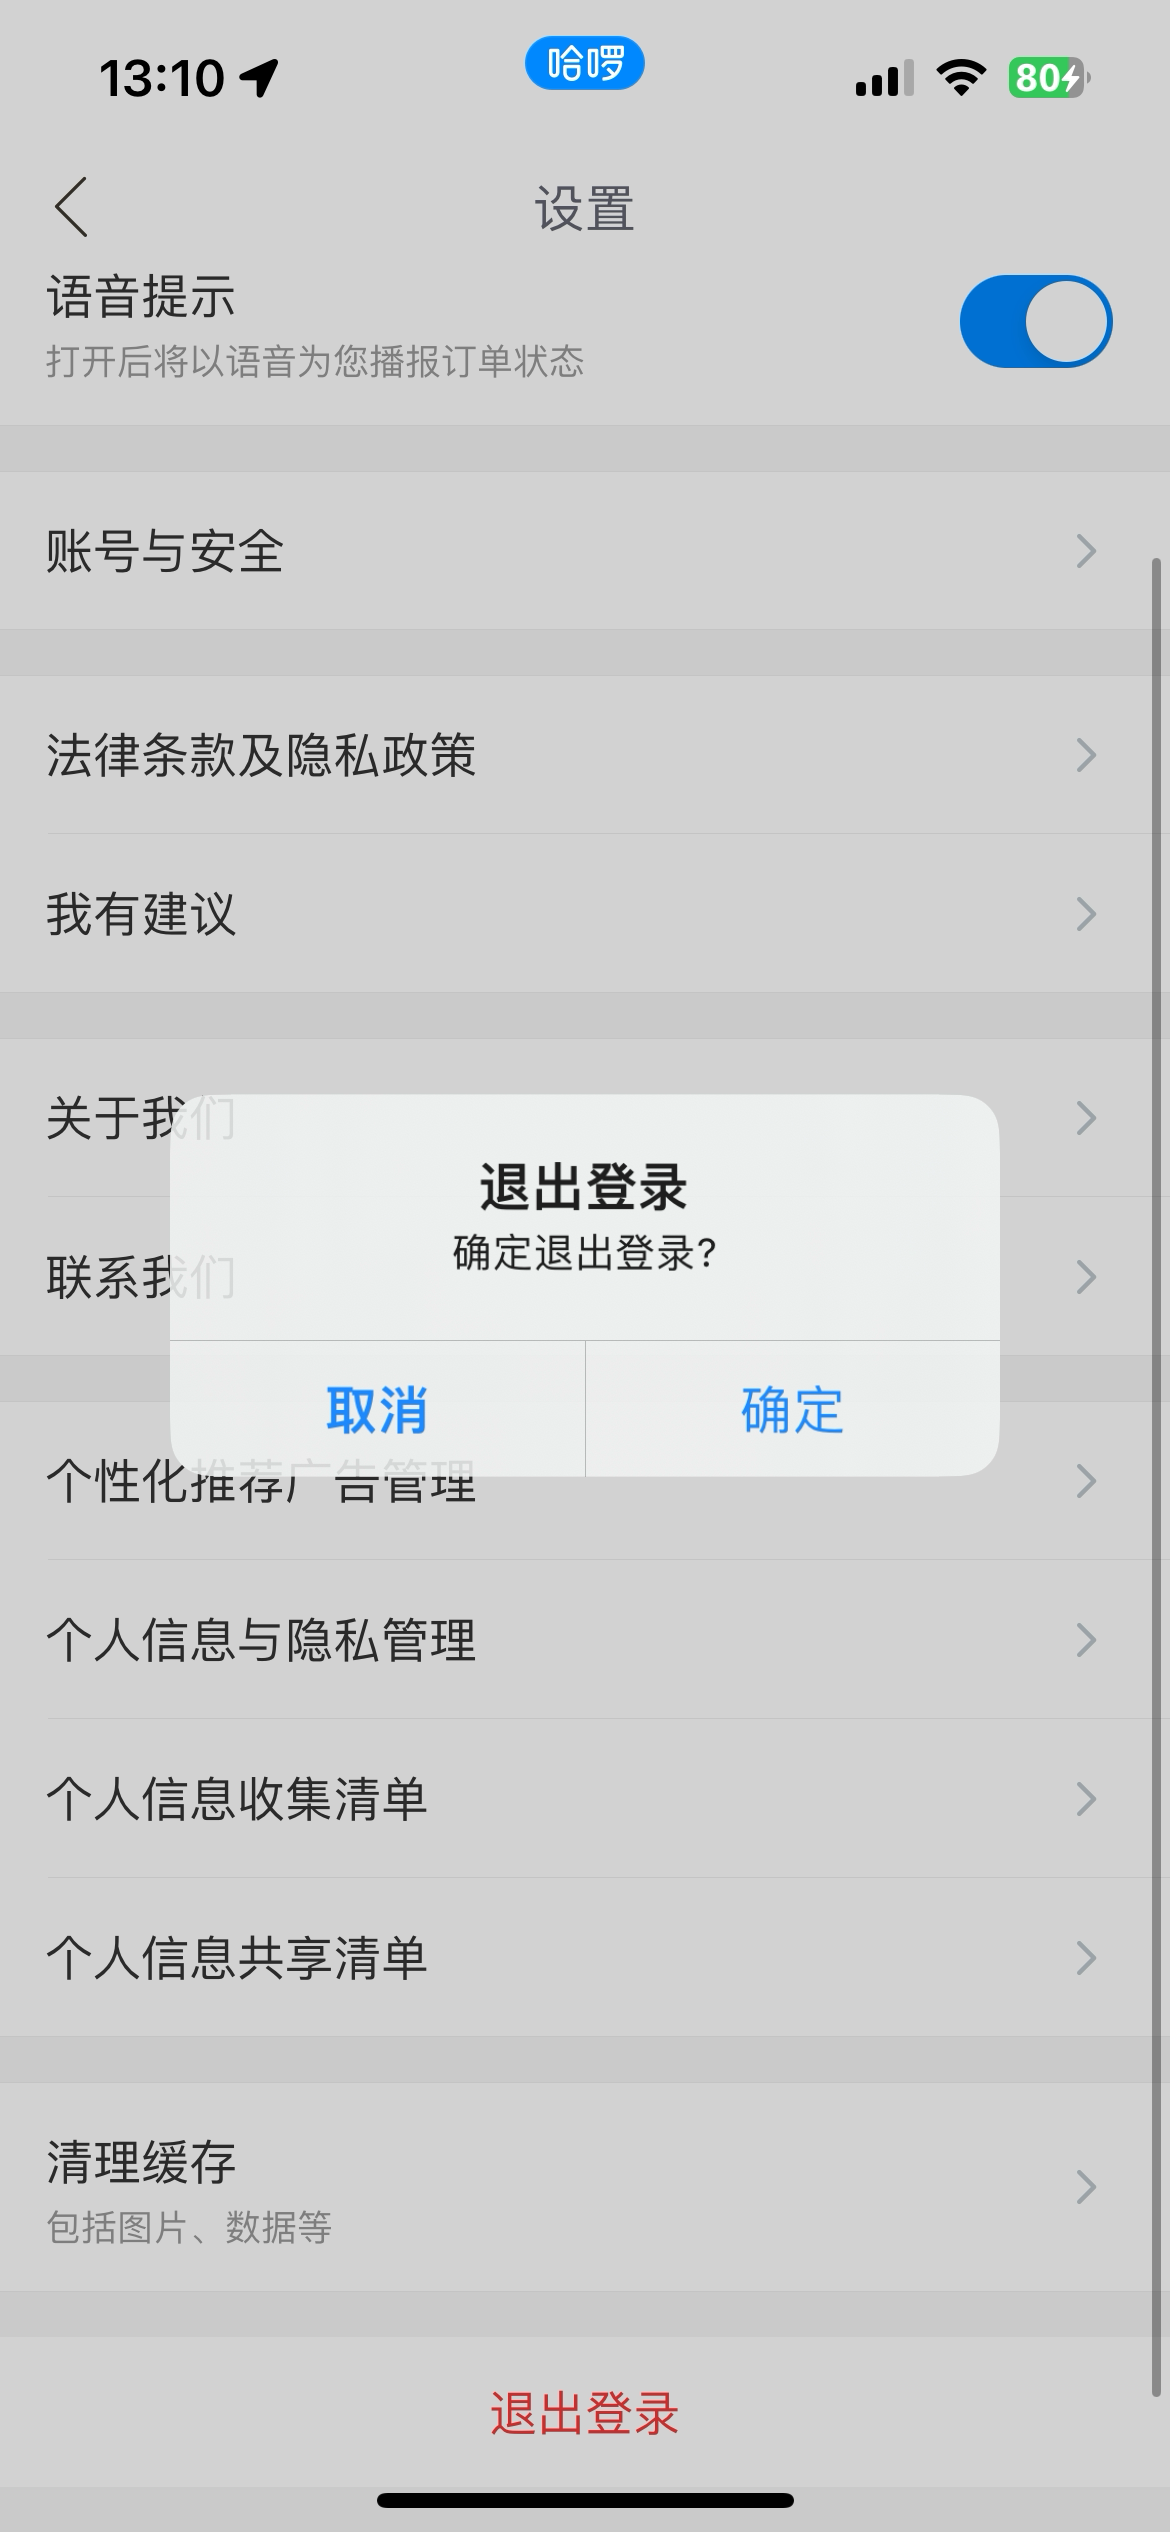 13:10
哈啰
80
设置
语音提示
打开后将以语音为您播报订单状态
账号与安全
法律条款及隐私政策
我有建议
关于我们
退出登录
确定退出登录?
联系我们
取消
确定
个性化推荐广告管理
个人信息与隐私管理
个人信息收集清单
个人信息共享清单
清理缓存
包括图片、数据等
退出登录